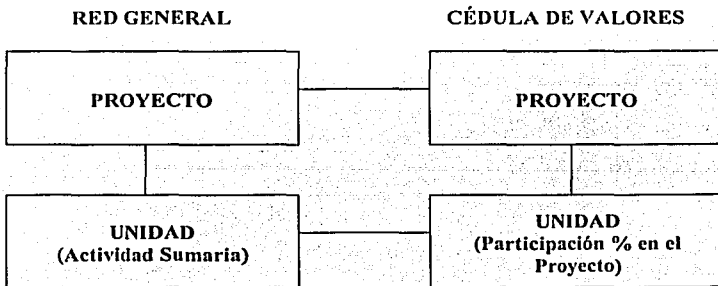 RED GENERAL
CÉDULA DE VALORES
PROYECTO
PROYECTO
UNIDAD
(Actividad Sumaria)
UNIDAD
(Participación % en el
Proyecto)